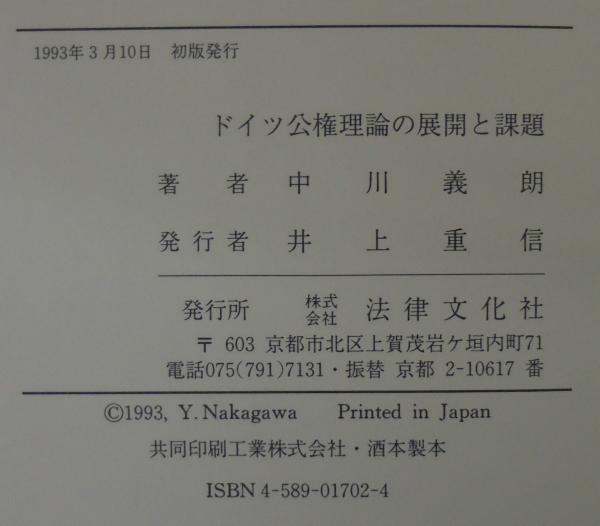 1993年3月10日 初版発行
ドイツ公権理論の展開と課題
著者 中川義朗
発行者 井上重信
発行所 株式会社 法律文化社
〒 603 京都市北区上賀茂岩ケ垣内町71
電話075(791)7131・振替 京都 2-10617 番
©1993, Y. Nakagawa Printed in Japan
共同印刷工業株式会社・酒本製本
ISBN 4-589-01702-4